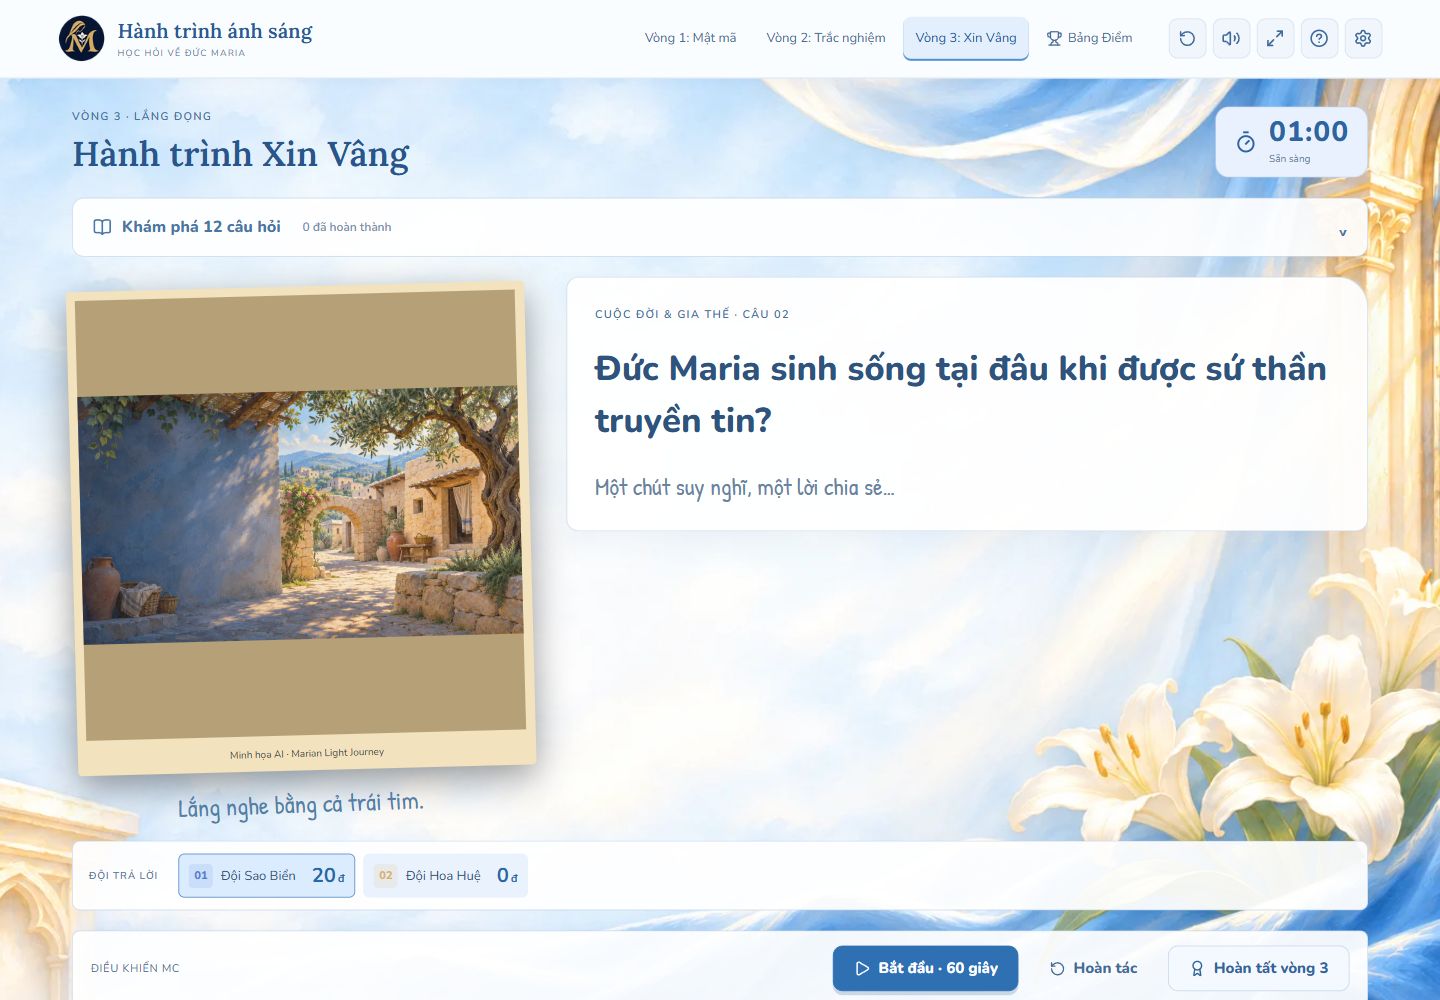 Hành trình ánh sáng
HỌC HỎI VỀ ĐỨC MARIA
Vòng 1: Mật mã
Vòng 2: Trắc nghiệm
Vòng 3: Xin Vâng
Bảng Điểm
VÒNG 3 · LẮNG ĐỌNG
Hành trình Xin Vâng
01:00
Sẵn sàng
Khám phá 12 câu hỏi
0 đã hoàn thành
v
CUỘC ĐỜI & GIA THẾ · CÂU 02
Đức Maria sinh sống tại đâu khi được sứ thần
truyền tin?
Một chút suy nghĩ, một lời chia sẻ...
Minh họa AI · Marian Light Journey
Lắng nghe bằng cả trái tim.
ĐỘI TRẢ LỜI
01 Đội Sao Biển 20 đ
02 Đội Hoa Huệ 0 đ
ĐIỀU KHIỂN MC
Bắt đầu · 60 giây
Hoàn tác
Hoàn tất vòng 3